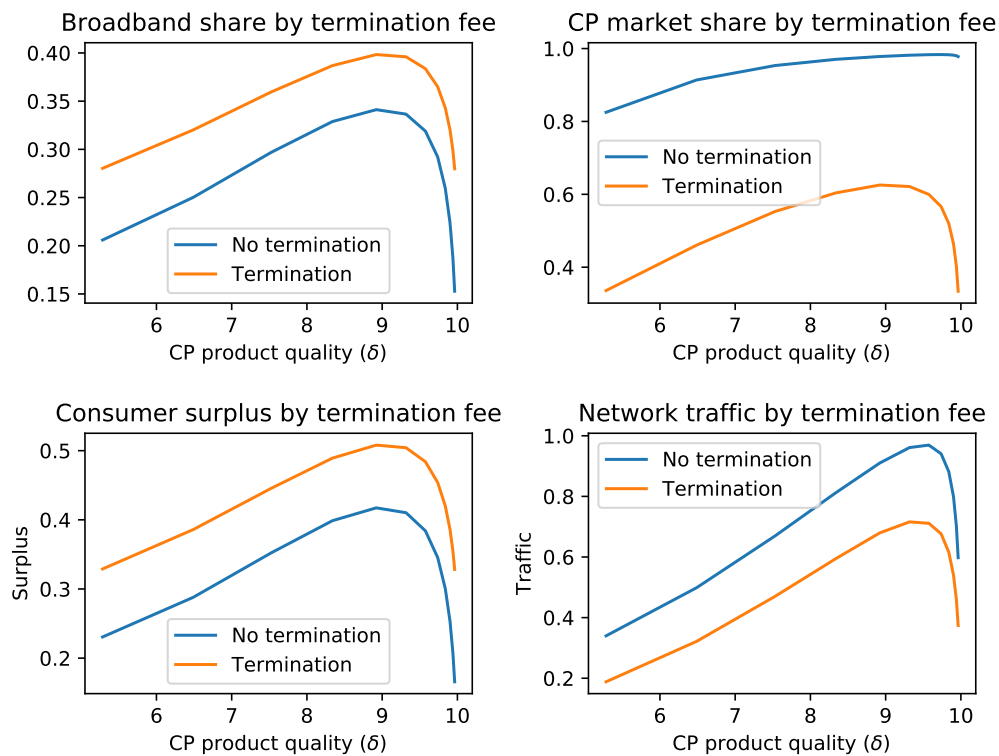 Broadband share by termination fee
0.40
0.35
0.30
0.25
0.20
0.15
No termination
Termination
6 7 8 9 10
CP product quality (δ)
CP market share by termination fee
1.0
0.8
0.6
0.4
No termination
Termination
6 7 8 9 10
CP product quality (δ)
Consumer surplus by termination fee
Surplus
0.5
0.4
0.3
0.2
No termination
Termination
6 7 8 9 10
CP product quality (δ)
Network traffic by termination fee
Traffic
1.0
0.8
0.6
0.4
0.2
No termination
Termination
6 7 8 9 10
CP product quality (δ)